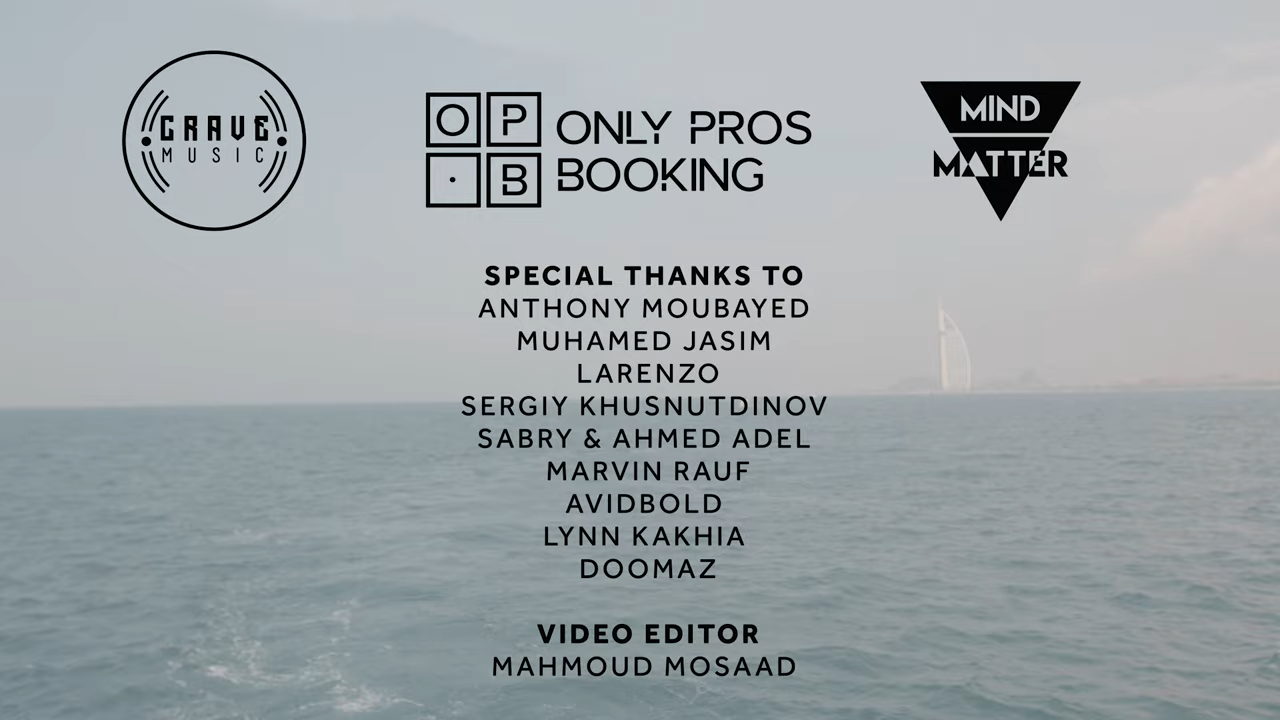 CRAVE
MUSIC
O P
· B
ONLY PROS
BOOKING
MIND
MATTER
SPECIAL THANKS TO
ANTHONY MOUBAYED
MUHAMED JASIM
LARENZO
SERGIY KHUSNUTDINOV
SABRY & AHMED ADEL
MARVIN RAUF
AVIDBOLD
LYNN KAKHIA
DOOMAZ
VIDEO EDITOR
MAHMOUD MOSAAD